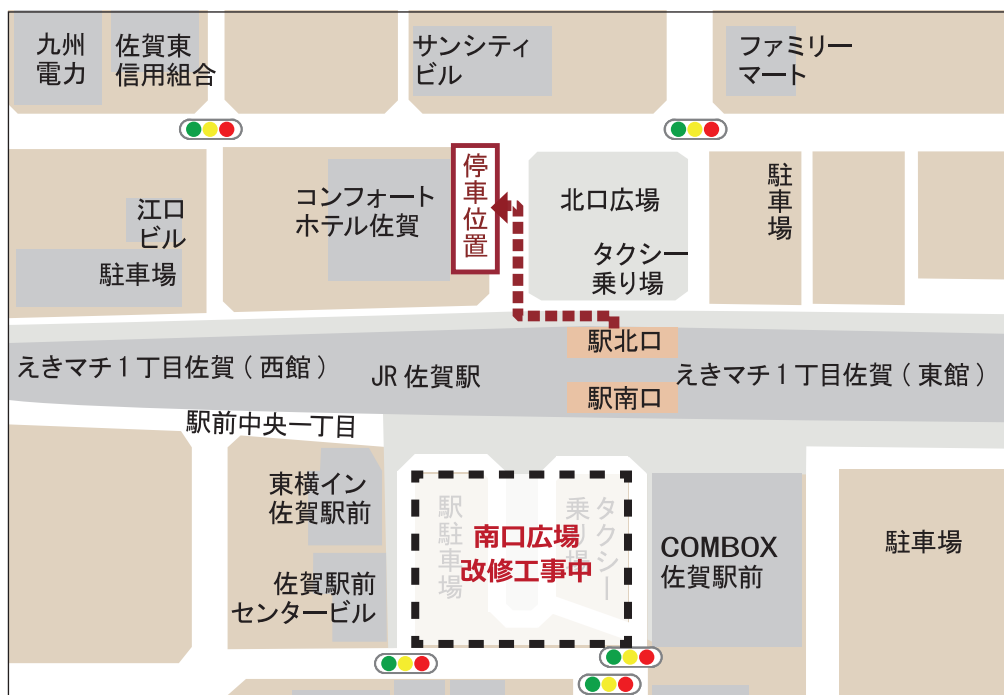 九州
電力
佐賀東
信用組合
サンシティ
ビル
ファミリー
マート
江口
ビル
駐車場
コンフォート
ホテル佐賀
停車位置
北口広場
タクシー
乗り場
駐車場
駅北口
えきマチ1丁目佐賀(西館)
JR佐賀駅
えきマチ1丁目佐賀(東館)
駅南口
駅前中央一丁目
東横イン
佐賀駅前
佐賀駅前
センタービル
駅駐車場
タクシー
乗り場
南口広場
改修工事中
COMBOX
佐賀駅前
駐車場